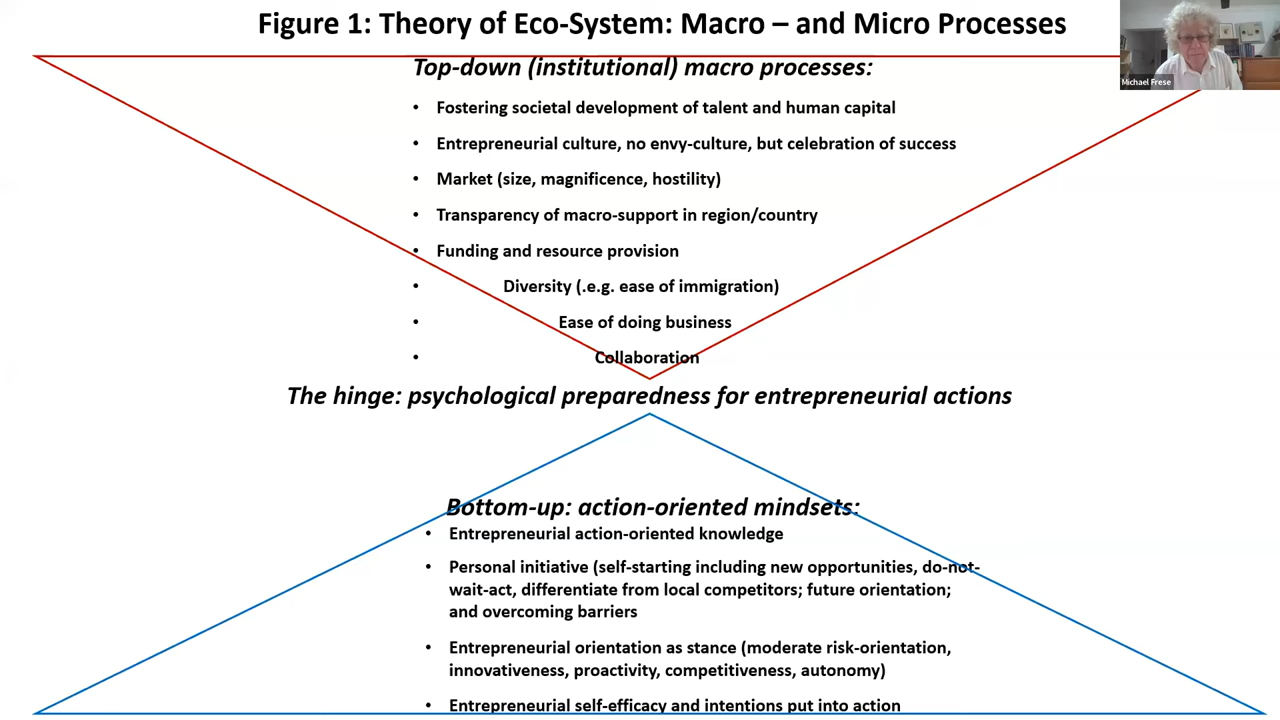 Figure 1: Theory of Eco-System: Macro – and Micro Processes
Michael Frese
Top-down (institutional) macro processes:
• Fostering societal development of talent and human capital
• Entrepreneurial culture, no envy-culture, but celebration of success
• Market (size, magnificence, hostility)
• Transparency of macro-support in region/country
• Funding and resource provision
• Diversity (.e.g. ease of immigration)
• Ease of doing business
• Collaboration
The hinge: psychological preparedness for entrepreneurial actions
Bottom-up: action-oriented mindsets:
• Entrepreneurial action-oriented knowledge
• Personal initiative (self-starting including new opportunities, do-not-
wait-act, differentiate from local competitors; future orientation;
and overcoming barriers
• Entrepreneurial orientation as stance (moderate risk-orientation,
innovativeness, proactivity, competitiveness, autonomy)
• Entrepreneurial self-efficacy and intentions put into action